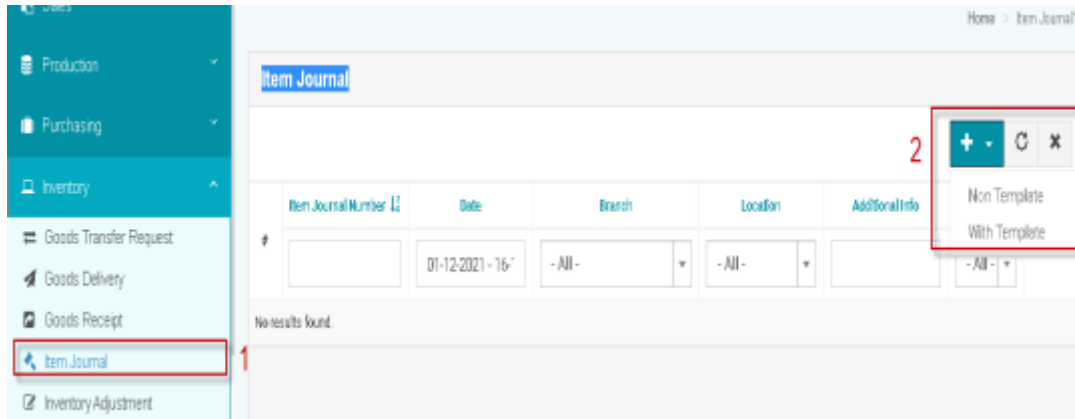 Sales
Home > Item Journal
Production
Item Journal
Purchasing
2
Inventory
Item Journal Number
Date
Branch
Location
Additional Info
Non Template
With Template
#
01-12-2021 - 16-
- All -
- All -
- All -
Goods Transfer Request
Goods Delivery
Goods Receipt
No results found.
Item Journal
1
Inventory Adjustment